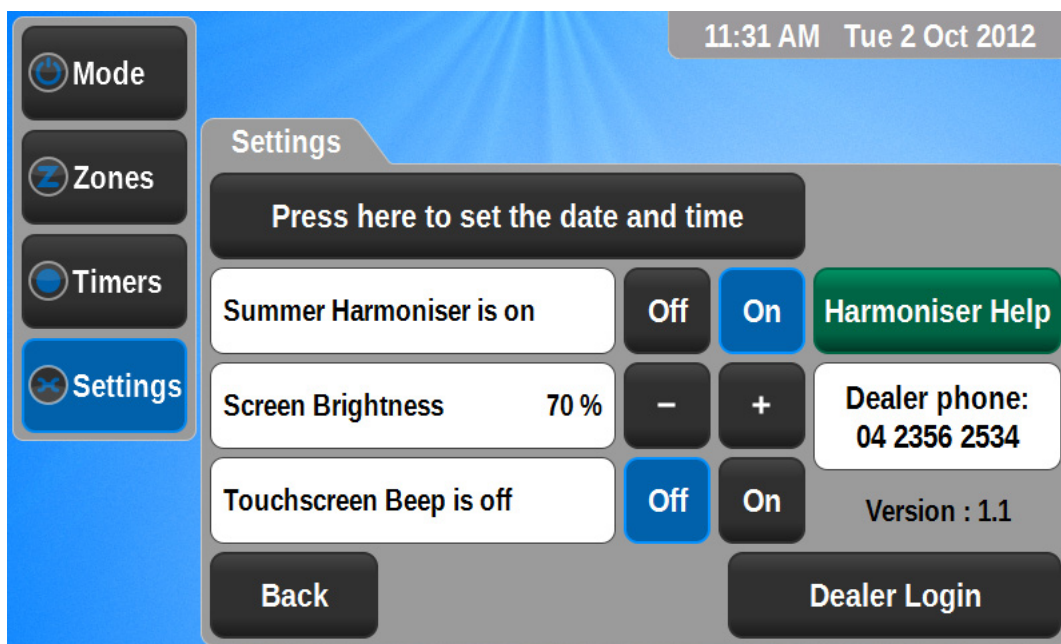 11:31 AM Tue 2 Oct 2012
Mode
Zones
Timers
Settings
Settings
Press here to set the date and time
Summer Harmoniser is on
Off
On
Harmoniser Help
Screen Brightness 70 %
–
+
Dealer phone:
04 2356 2534
Touchscreen Beep is off
Off
On
Version : 1.1
Back
Dealer Login